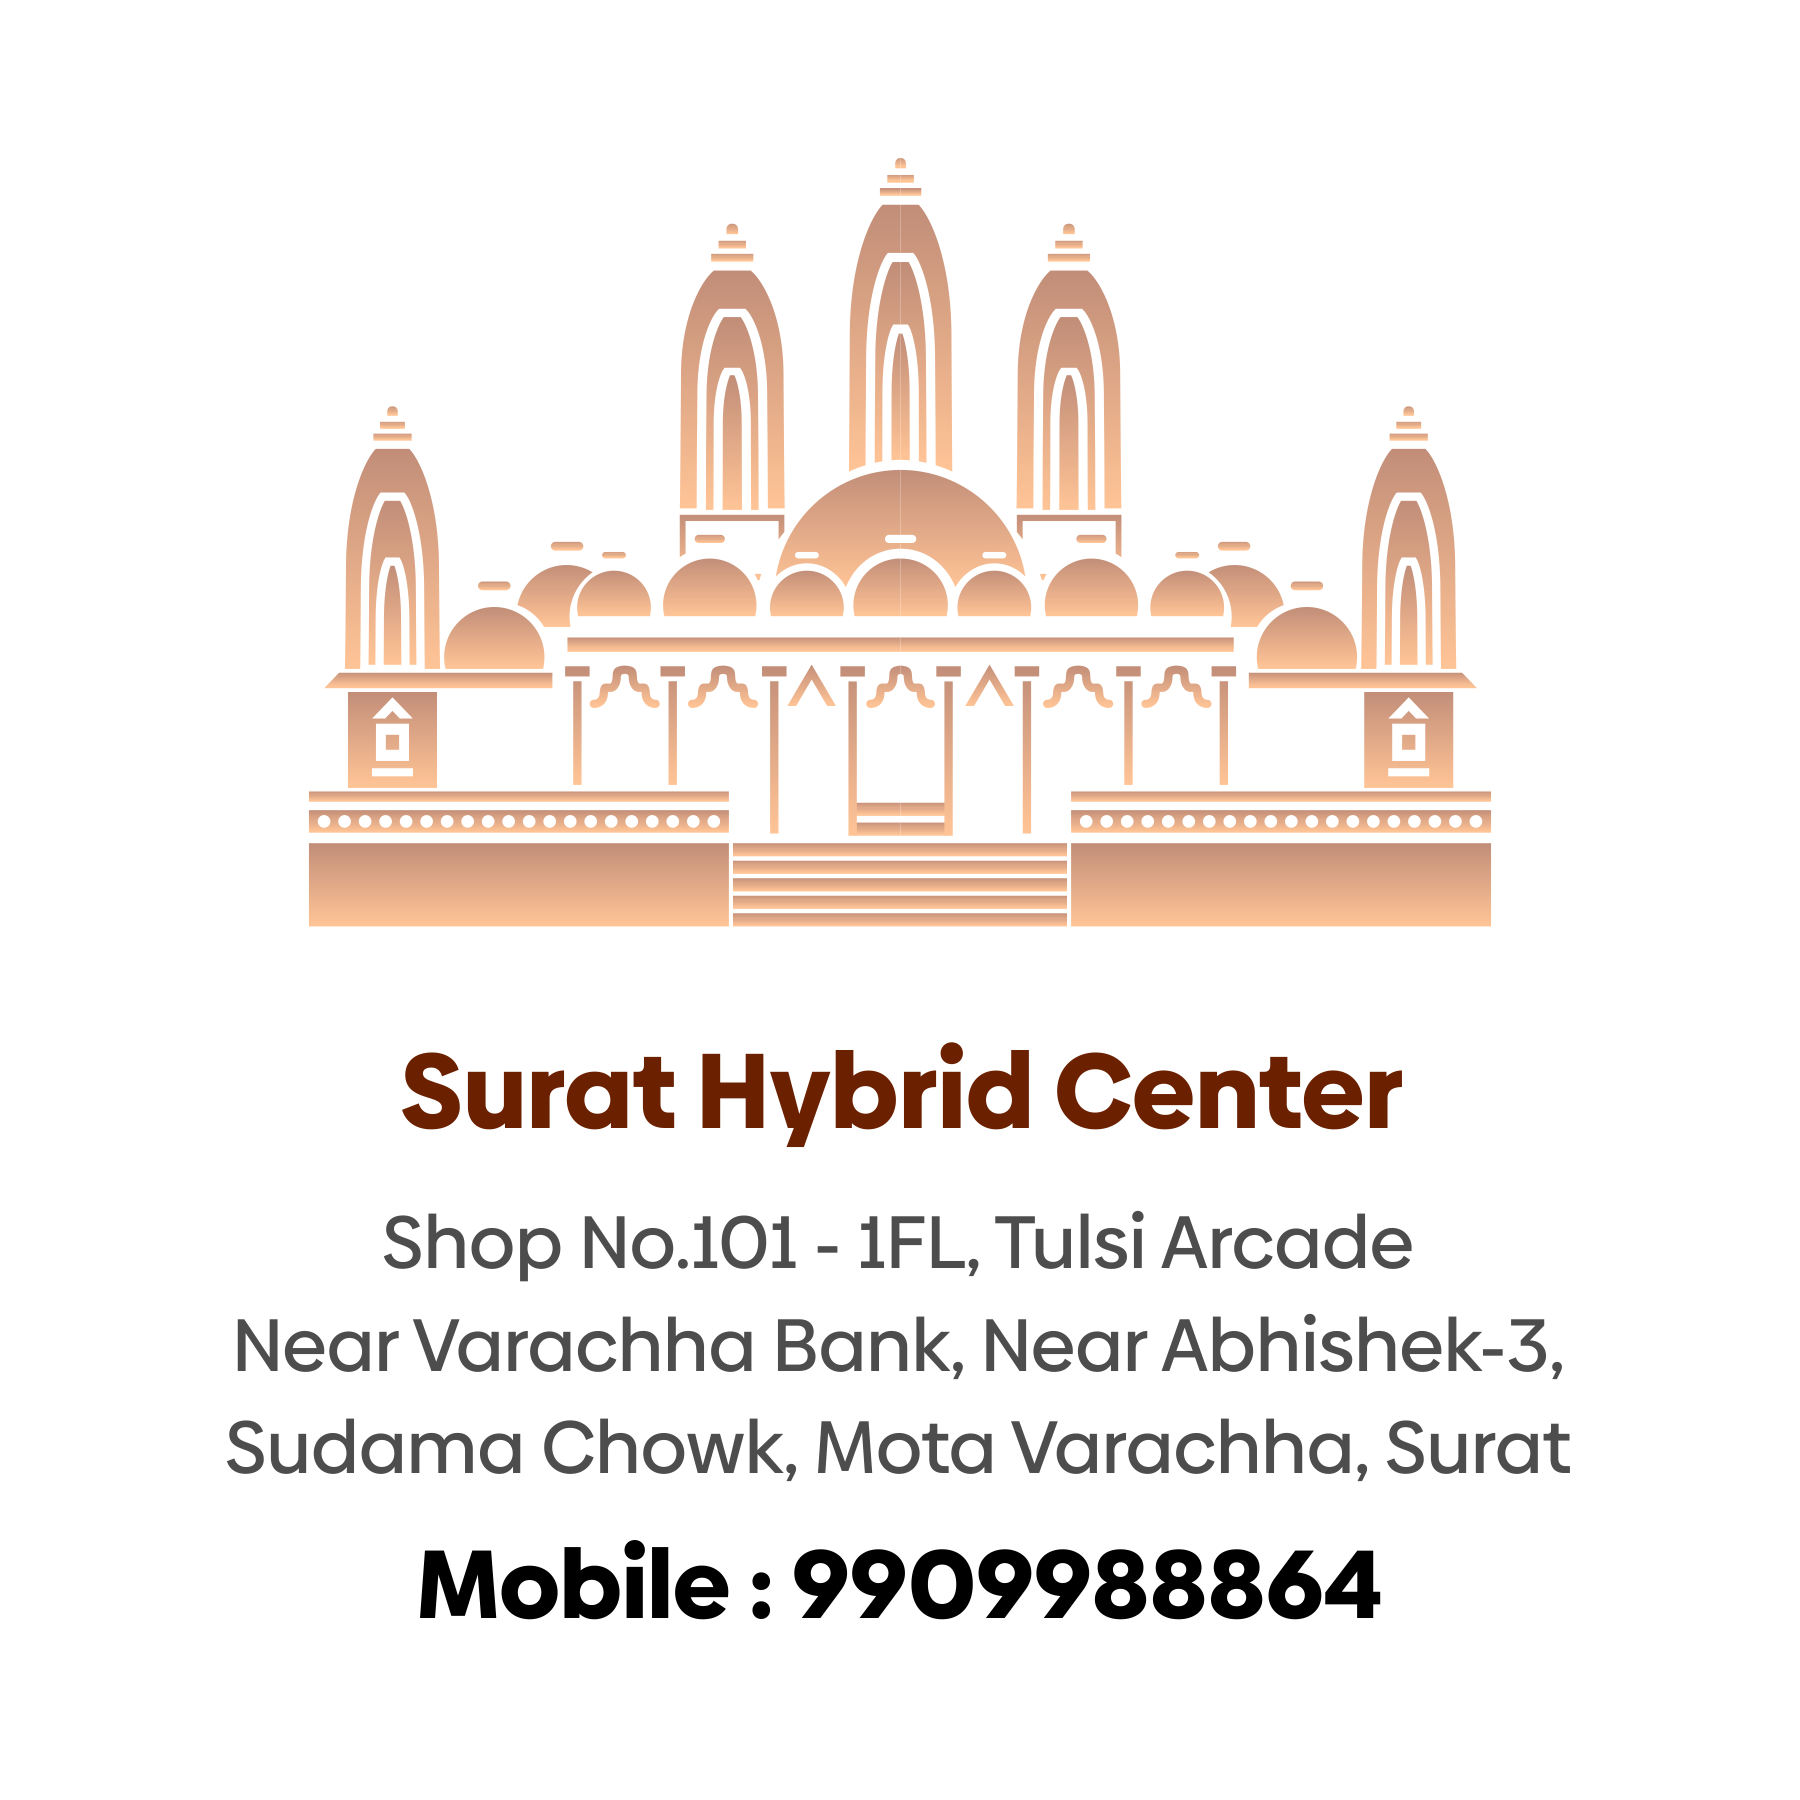 Surat Hybrid Center
Shop No.101 - 1FL, Tulsi Arcade
Near Varachha Bank, Near Abhishek-3,
Sudama Chowk, Mota Varachha, Surat
Mobile : 9909988864